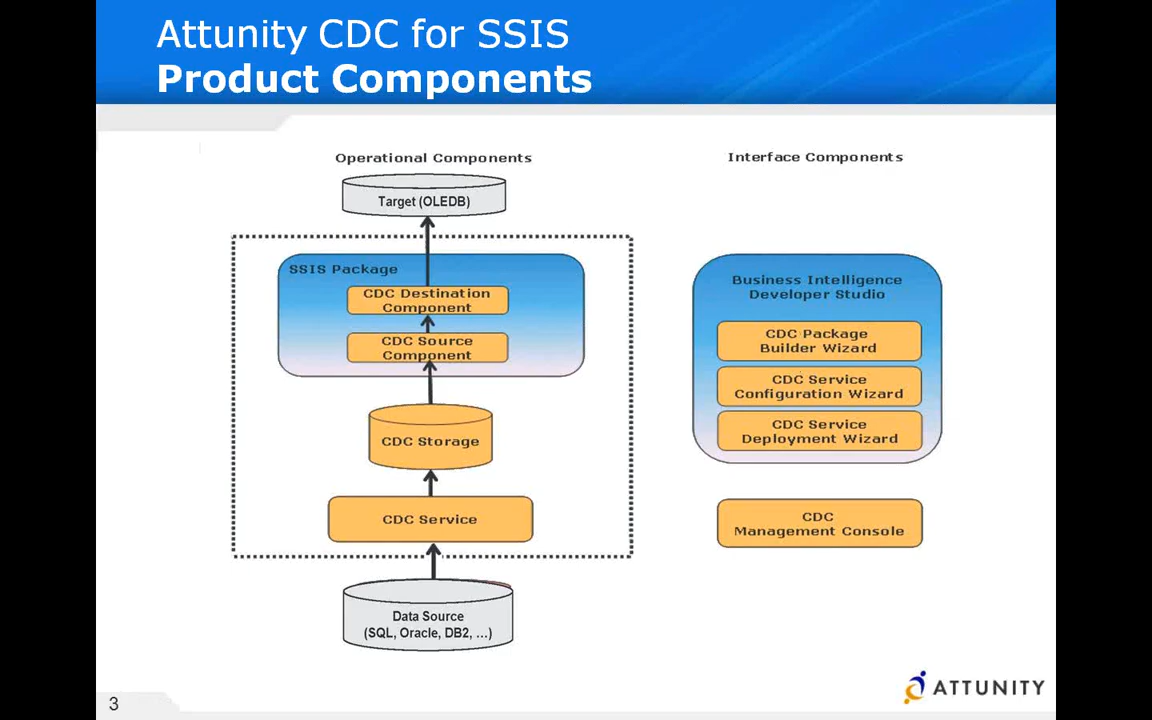 Attunity CDC for SSIS
Product Components
Operational Components
Target (OLEDB)
SSIS Package
CDC Destination
Component
CDC Source
Component
CDC Storage
CDC Service
Data Source
(SQL, Oracle, DB2, ...)
Interface Components
Business Intelligence
Developer Studio
CDC Package
Builder Wizard
CDC Service
Configuration Wizard
CDC Service
Deployment Wizard
CDC
Management Console
3
ATTUNITY